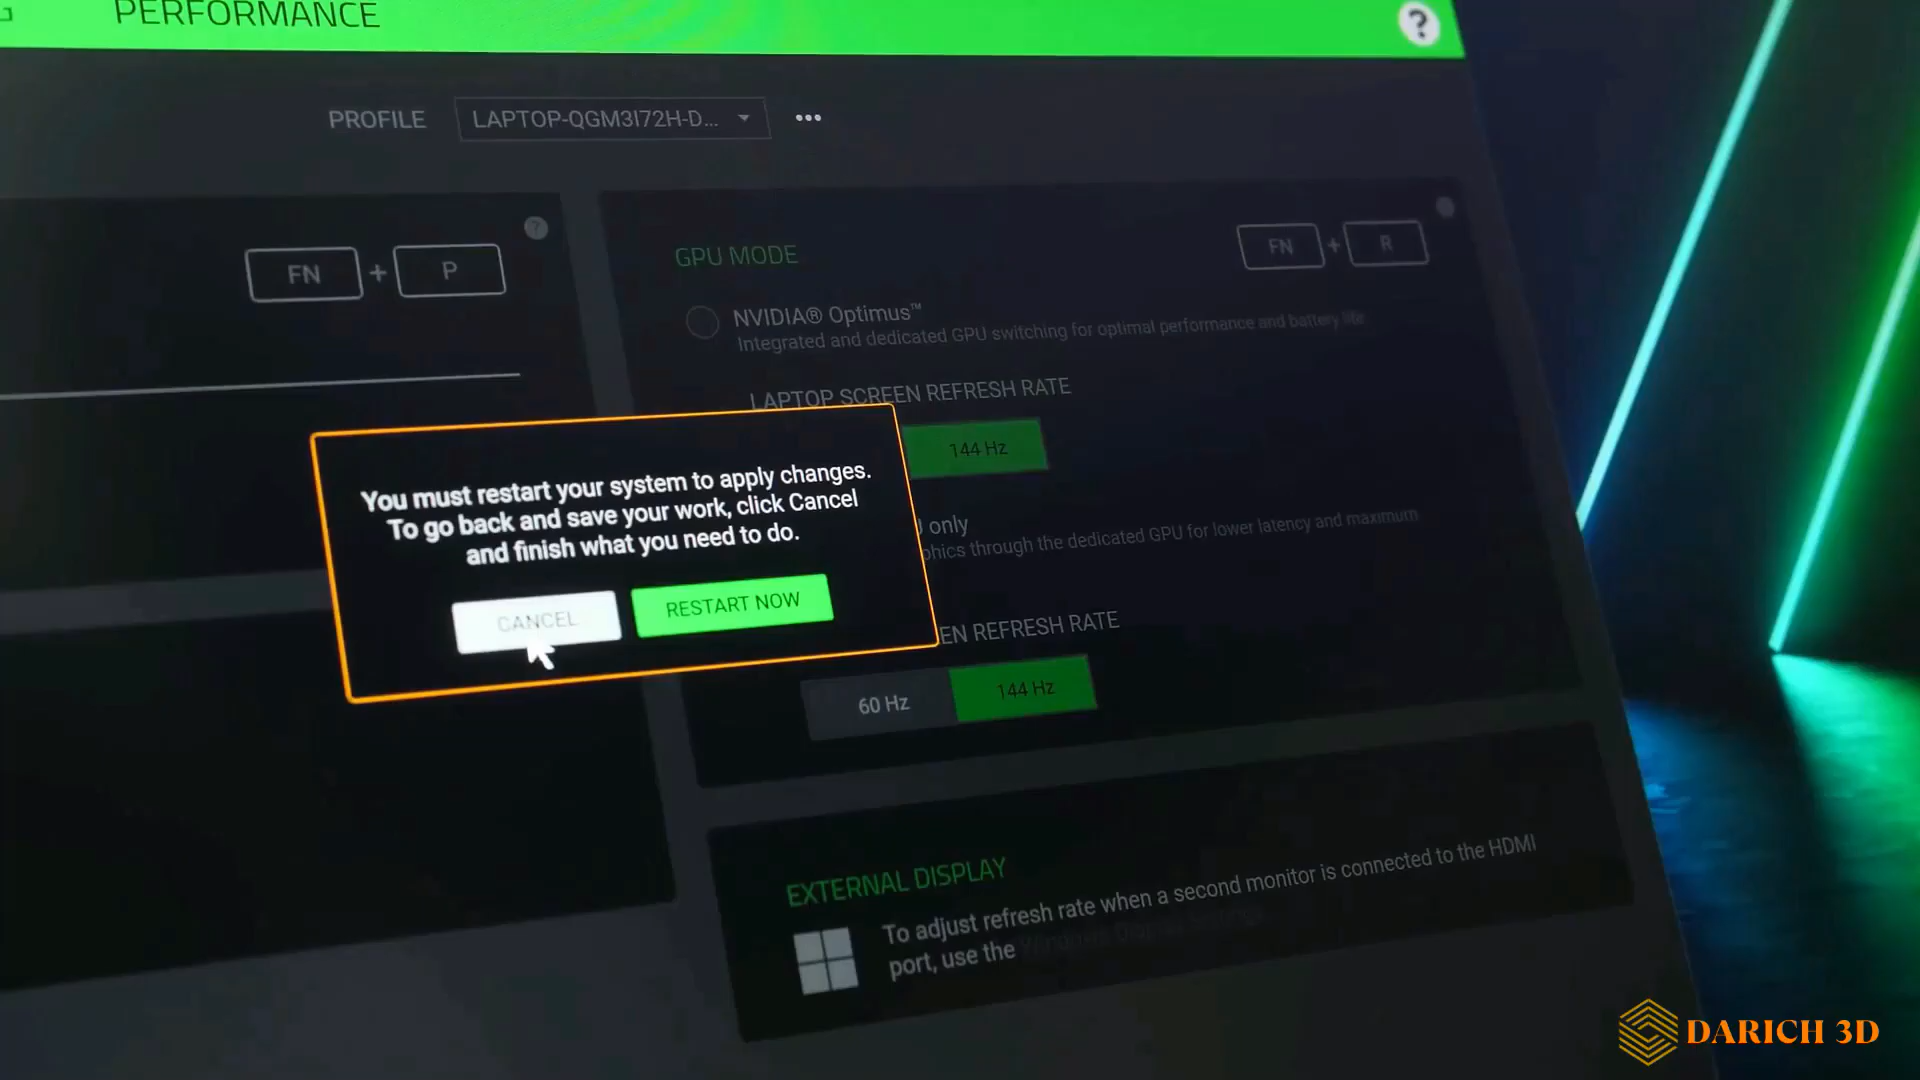 PERFORMANCE
?
PROFILE
LAPTOP-QGM3I72H-D...
FN + P
?
GPU MODE
FN + R
NVIDIA® Optimus™
Integrated and dedicated GPU switching for optimal performance and battery life
LAPTOP SCREEN REFRESH RATE
144 Hz
You must restart your system to apply changes.
To go back and save your work, click Cancel
and finish what you need to do.
CANCEL
RESTART NOW
only
through the dedicated GPU for lower latency and maximum
REFRESH RATE
60 Hz
144 Hz
EXTERNAL DISPLAY
To adjust refresh rate when a second monitor is connected to the HDMI
port, use the
DARICH 3D